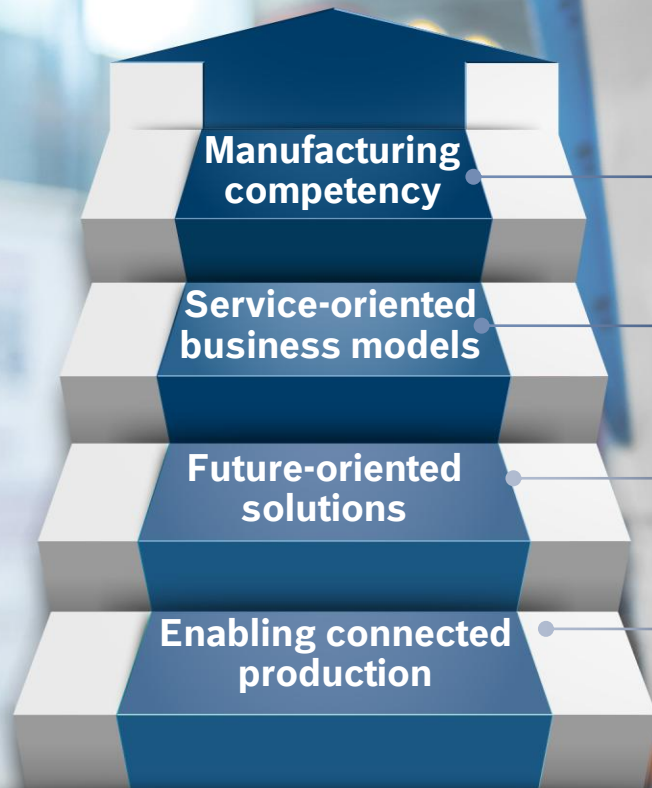 Manufacturing
competency
Service-oriented
business models
Future-oriented
solutions
Enabling connected
production